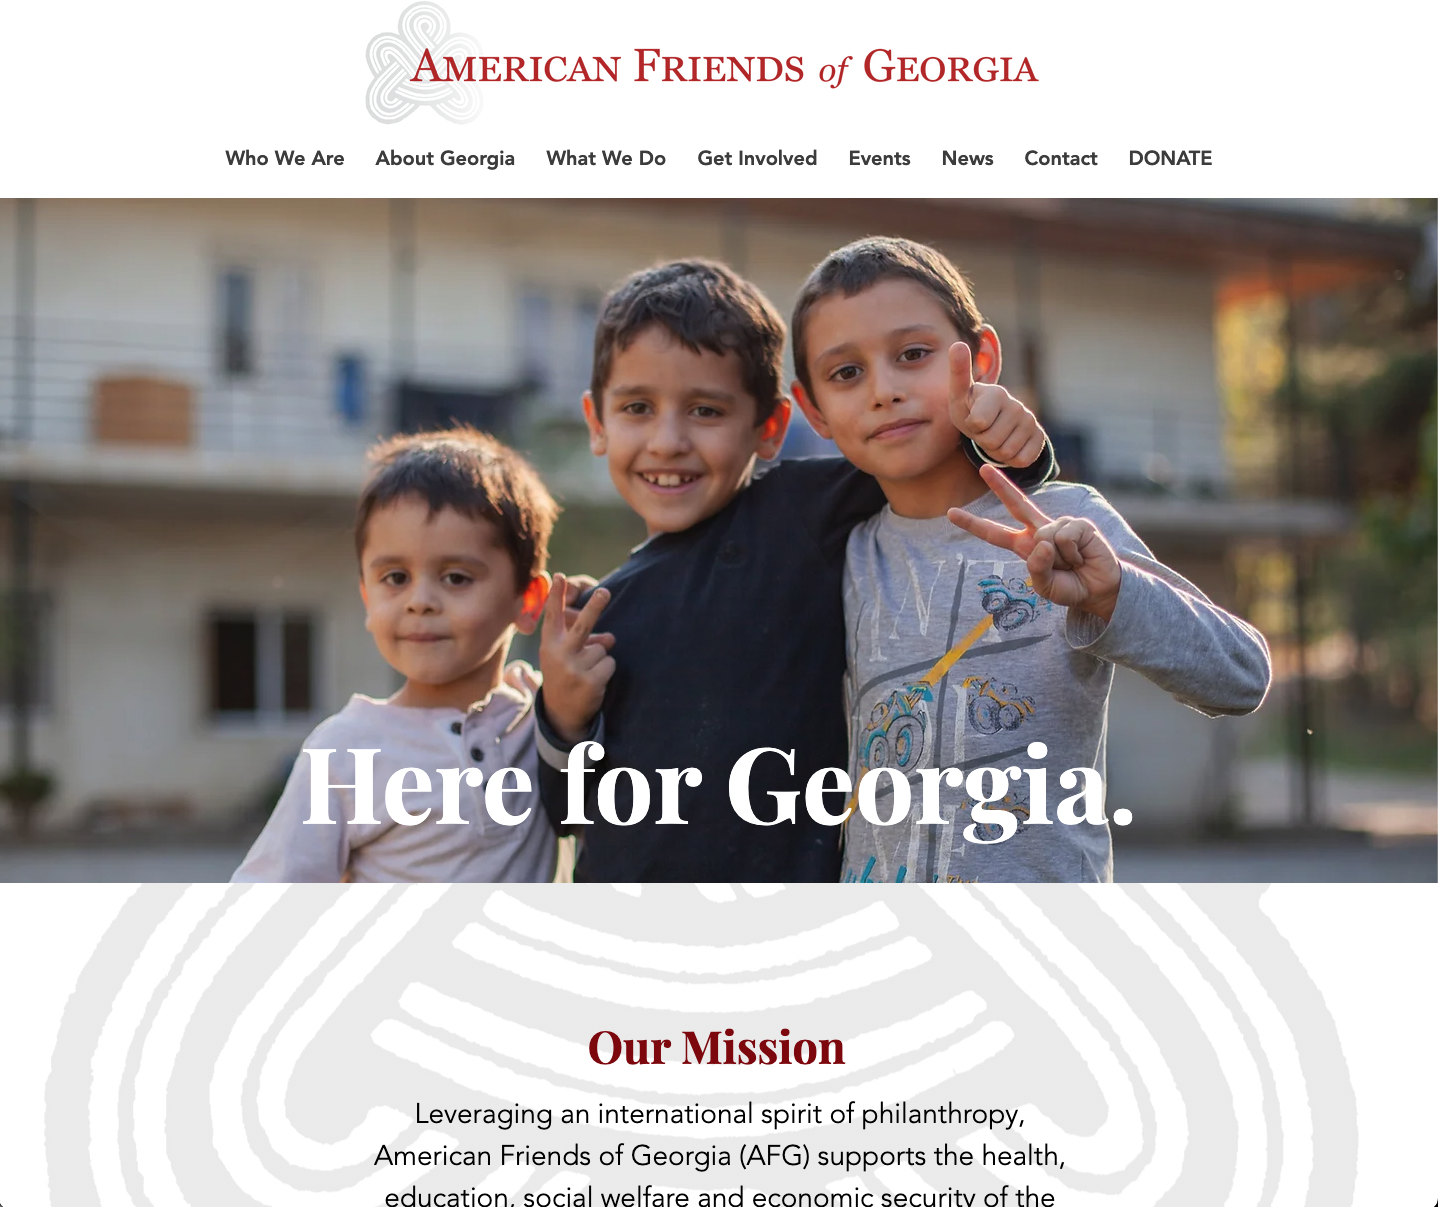 AMERICAN FRIENDS of GEORGIA
Who We Are About Georgia What We Do Get Involved Events News Contact DONATE
Here for Georgia.
Our Mission
Leveraging an international spirit of philanthropy,
American Friends of Georgia (AFG) supports the health,
education, social welfare and economic security of the